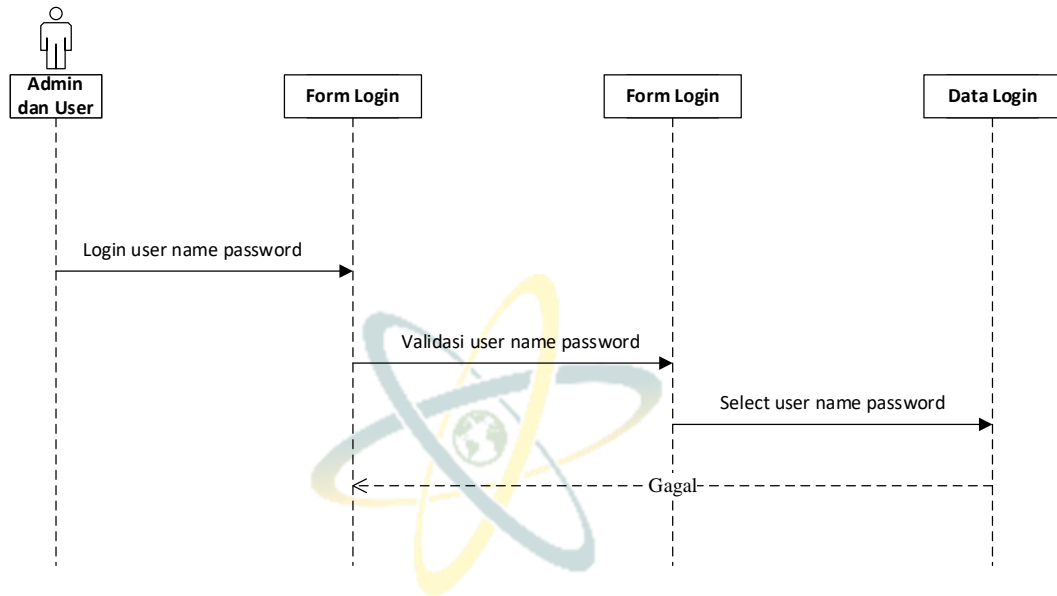 Admin
dan User
Form Login
Form Login
Data Login
Login user name password
Validasi user name password
Select user name password
Gagal